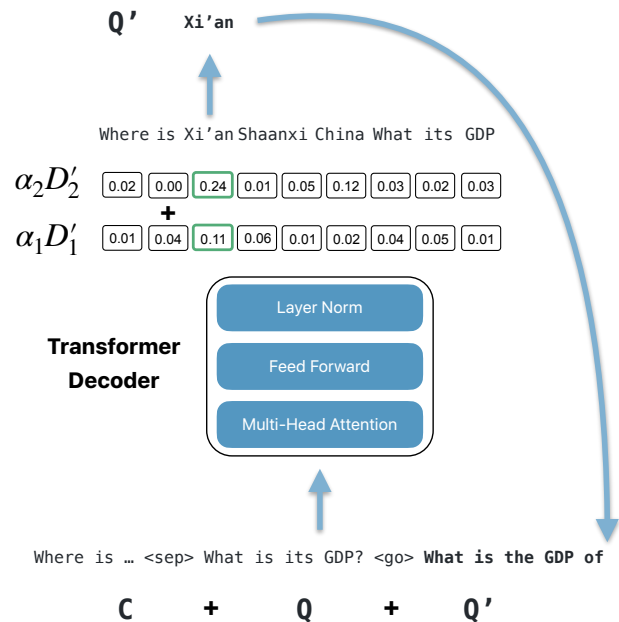 Q’ Xi’an
Where is Xi’an Shaanxi China What its GDP
α₂D′₂ 0.02 0.00 0.24 0.01 0.05 0.12 0.03 0.02 0.03
+
α₁D′₁ 0.01 0.04 0.11 0.06 0.01 0.02 0.04 0.05 0.01
Transformer
Decoder
Layer Norm
Feed Forward
Multi-Head Attention
Where is … <sep> What is its GDP? <go> What is the GDP of
C + Q + Q’